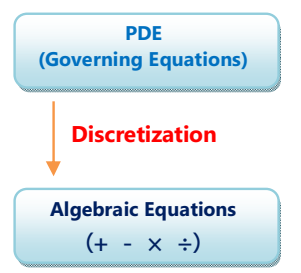 PDE
(Governing Equations)
Discretization
Algebraic Equations
(+ - × ÷)